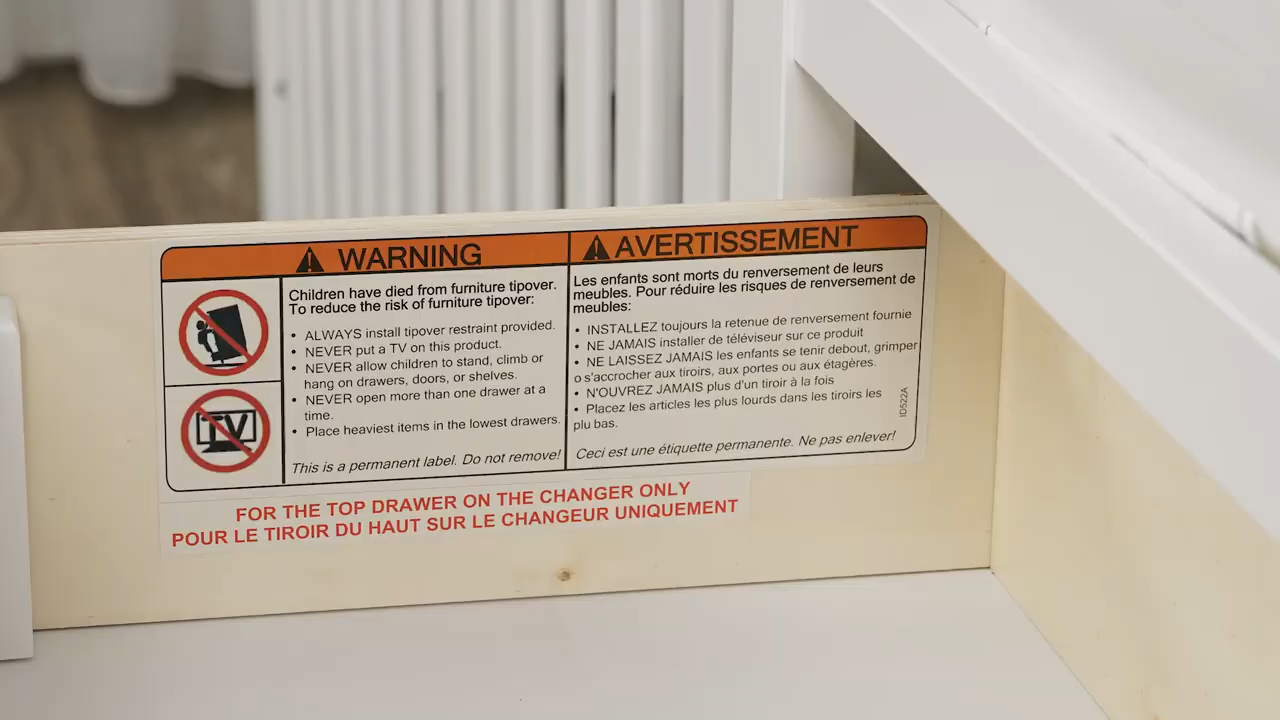 WARNING
Children have died from furniture tipover.
To reduce the risk of furniture tipover:
• ALWAYS install tipover restraint provided.
• NEVER put a TV on this product.
• NEVER allow children to stand, climb or
hang on drawers, doors, or shelves.
• NEVER open more than one drawer at a
time.
• Place heaviest items in the lowest drawers.
This is a permanent label. Do not remove!
TV
AVERTISSEMENT
Les enfants sont morts du renversement de leurs
meubles. Pour réduire les risques de renversement de
meubles:
• INSTALLEZ toujours la retenue de renversement fournie
• NE JAMAIS installer de téléviseur sur ce produit
• NE LAISSEZ JAMAIS les enfants se tenir debout, grimper
o s'accrocher aux tiroirs, aux portes ou aux étagères.
• N'OUVREZ JAMAIS plus d'un tiroir à la fois
• Placez les articles les plus lourds dans les tiroirs les
plu bas.
Ceci est une étiquette permanente. Ne pas enlever!
ID522A
FOR THE TOP DRAWER ON THE CHANGER ONLY
POUR LE TIROIR DU HAUT SUR LE CHANGEUR UNIQUEMENT